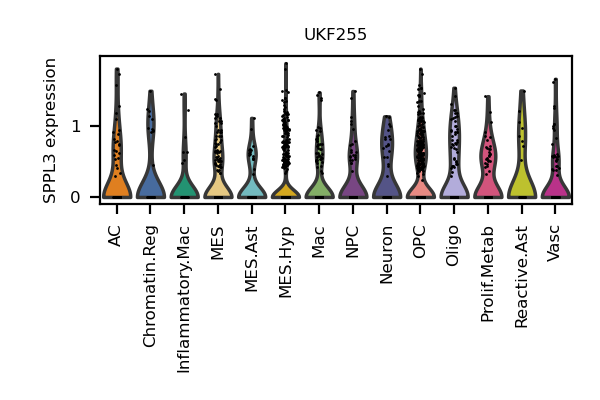 UKF255
SPPL3 expression
1
0
AC
Chromatin.Reg
Inflammatory.Mac
MES
MES.Ast
MES.Hyp
Mac
NPC
Neuron
OPC
Oligo
Prolif.Metab
Reactive.Ast
Vasc